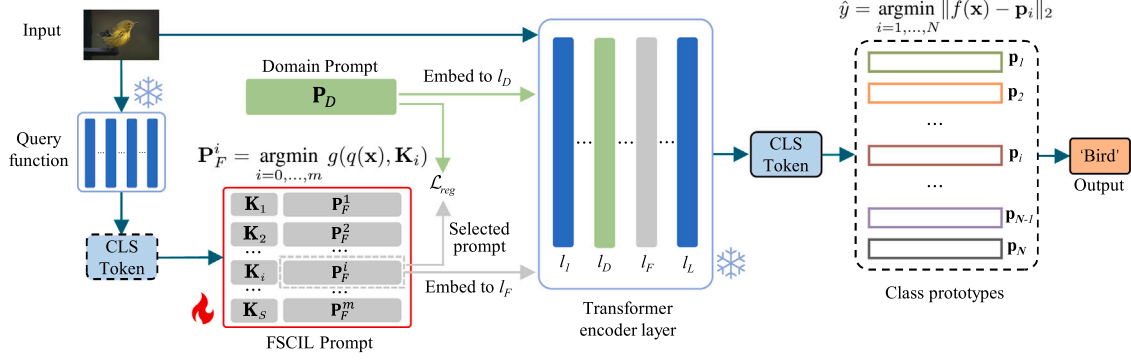 Input
Query
function
CLS
Token
Domain Prompt
P_D
Embed to l_D
P_F^i = argmin g(q(x), K_i)
i=0,...,m
L_reg
K_1 P_F^1
K_2 P_F^2
... ...
K_i P_F^i
... ...
K_S P_F^m
FSCIL Prompt
Selected
prompt
Embed to l_F
... ... ...
l_1 l_D l_F l_L
Transformer
encoder layer
CLS
Token
ŷ = argmin ‖f(x) − p_i‖_2
i=1,...,N
p_1
p_2
...
p_i
...
p_N-1
p_N
Class prototypes
'Bird'
Output